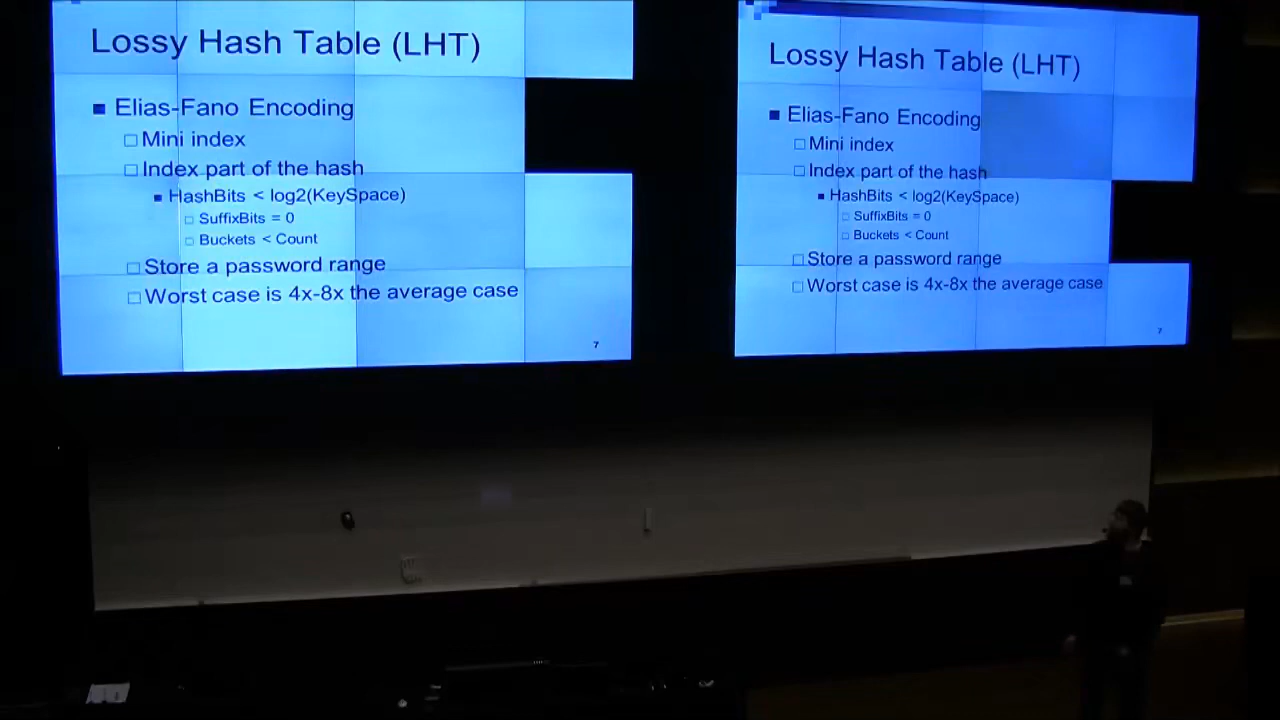 Lossy Hash Table (LHT)
Elias-Fano Encoding
Mini index
Index part of the hash
HashBits < log2(KeySpace)
SuffixBits = 0
Buckets < Count
Store a password range
Worst case is 4x-8x the average case
7
Lossy Hash Table (LHT)
Elias-Fano Encoding
Mini index
Index part of the hash
HashBits < log2(KeySpace)
SuffixBits = 0
Buckets < Count
Store a password range
Worst case is 4x-8x the average case
7